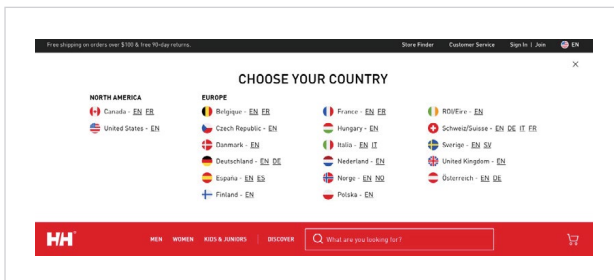 Free shipping on orders over $100 & free 90-day returns.
Store Finder Customer Service Sign In | Join EN
CHOOSE YOUR COUNTRY
NORTH AMERICA
Canada - EN FR
United States - EN
EUROPE
Belgique - EN FR
Czech Republic - EN
Danmark - EN
Deutschland - EN DE
España - EN ES
Finland - EN
France - EN FR
Hungary - EN
Italia - EN IT
Nederland - EN
Norge - EN NO
Polska - EN
ROI/Eire - EN
Schweiz/Suisse - EN DE IT FR
Sverige - EN SV
United Kingdom - EN
Österreich - EN DE
HH
MEN WOMEN KIDS & JUNIORS | DISCOVER What are you looking for?